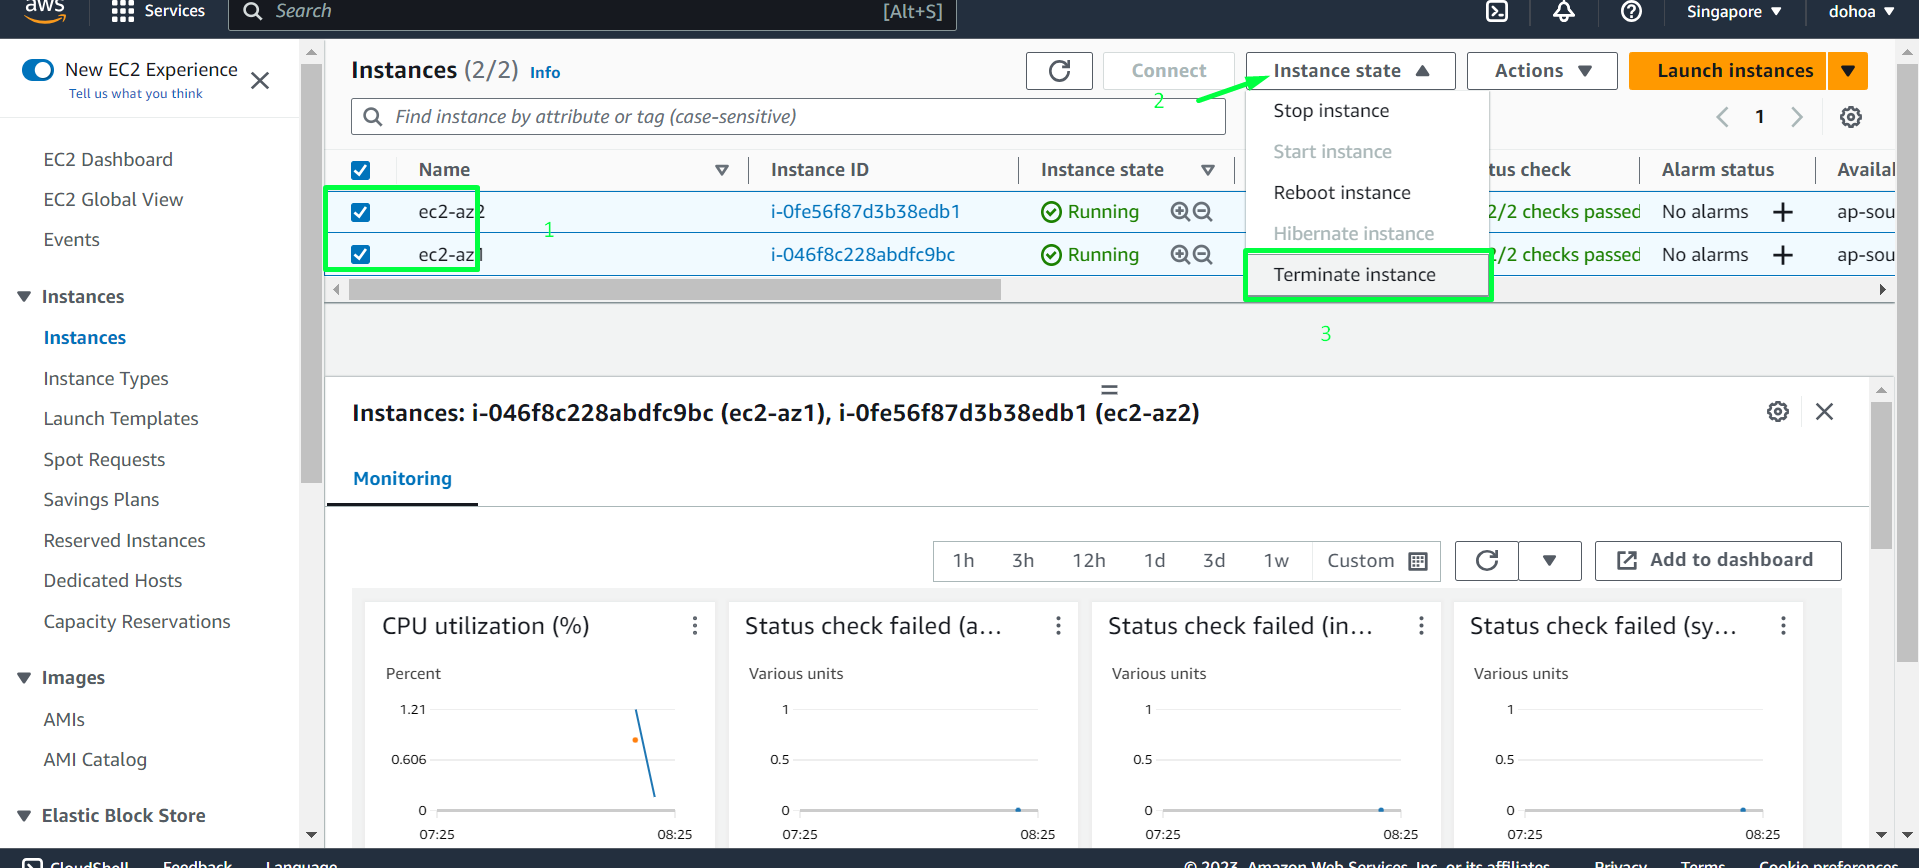 aws
Services
Search
[Alt+S]
Singapore
dohoa
New EC2 Experience
Tell us what you think
EC2 Dashboard
EC2 Global View
Events
Instances
Instances
Instance Types
Launch Templates
Spot Requests
Savings Plans
Reserved Instances
Dedicated Hosts
Capacity Reservations
Images
AMIs
AMI Catalog
Elastic Block Store
Instances (2/2) Info
Connect
Instance state
Actions
Launch instances
2
Find instance by attribute or tag (case-sensitive)
1
Stop instance
Start instance
Reboot instance
Hibernate instance
Terminate instance
3
Name
Instance ID
Instance state
tus check
Alarm status
Availal
ec2-az2
i-0fe56f87d3b38edb1
Running
2/2 checks passed
No alarms
ap-sou
1
ec2-az1
i-046f8c228abdfc9bc
Running
2/2 checks passed
No alarms
ap-sou
Instances: i-046f8c228abdfc9bc (ec2-az1), i-0fe56f87d3b38edb1 (ec2-az2)
Monitoring
1h 3h 12h 1d 3d 1w Custom
Add to dashboard
CPU utilization (%)
Percent
1.21
0.606
0
07:25 08:25
Status check failed (a...
Various units
1
0.5
0
07:25 08:25
Status check failed (in...
Various units
1
0.5
0
07:25 08:25
Status check failed (sy...
Various units
1
0.5
0
07:25 08:25
CloudShell Feedback Language
© 2023, Amazon Web Services, Inc. or its affiliates. Privacy Terms Cookie preferences